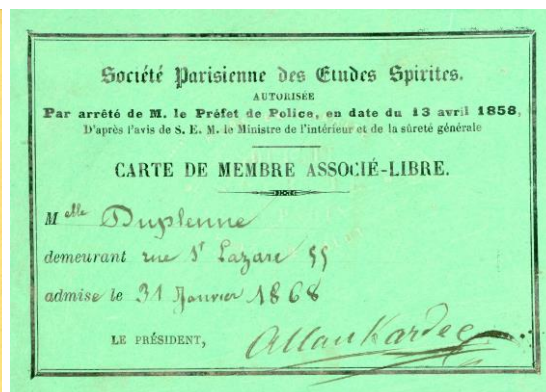 Société Parisienne des Etudes Spirites.
AUTORISÉE
Par arrêté de M. le Préfet de Police, en date du 13 avril 1858,
D'après l'avis de S. E. M. le Ministre de l'intérieur et de la sûreté générale
CARTE DE MEMBRE ASSOCIÉ-LIBRE.
M elle Duplenne
demeurant rue St Lazare 55
admise le 31 Janvier 1868
LE PRÉSIDENT, Allan Kardec